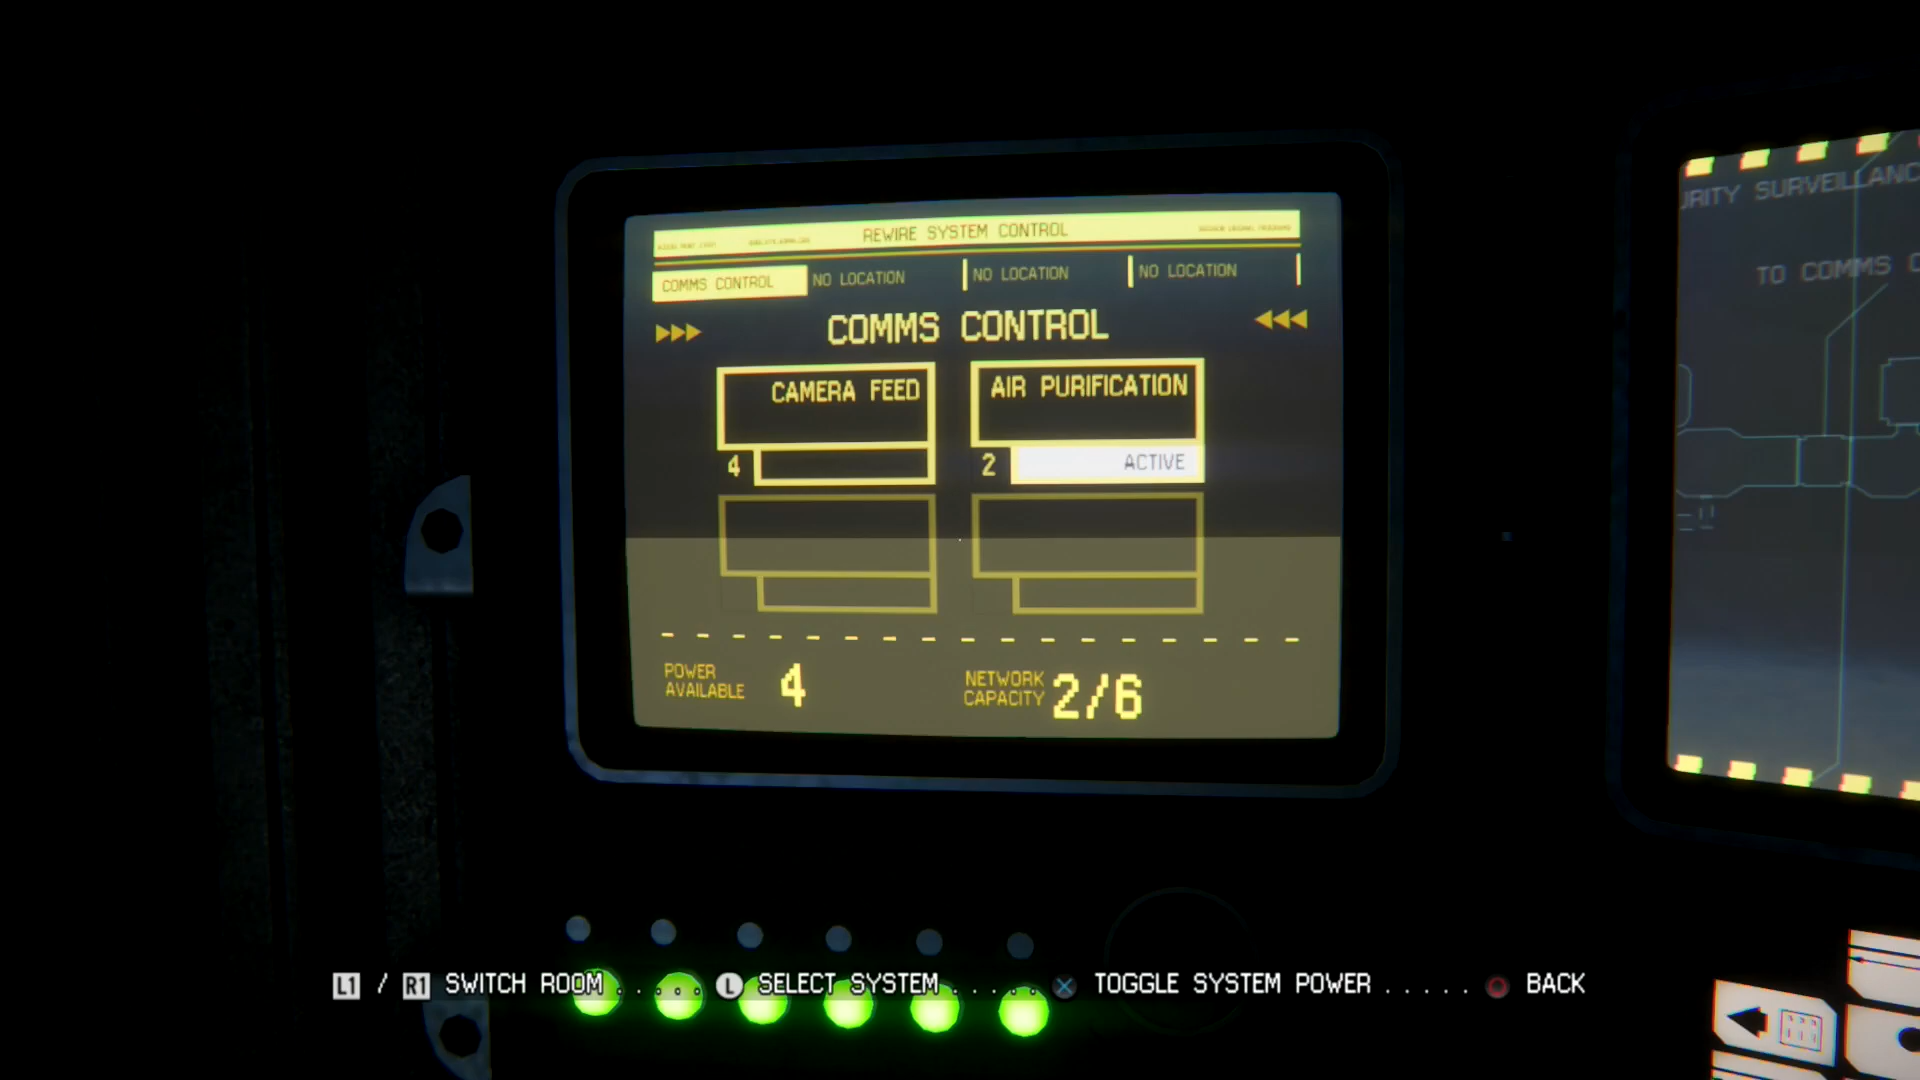 REWIRE SYSTEM CONTROL
COMMS CONTROL
NO LOCATION
NO LOCATION
NO LOCATION
COMMS CONTROL
CAMERA FEED
AIR PURIFICATION
4
2
ACTIVE
POWER
AVAILABLE
4
NETWORK
CAPACITY
2/6
URITY SURVEILLANC
TO COMMS C
L1 / R1 SWITCH ROOM . . . . . L SELECT SYSTEM . . . . . TOGGLE SYSTEM POWER . . . . . BACK